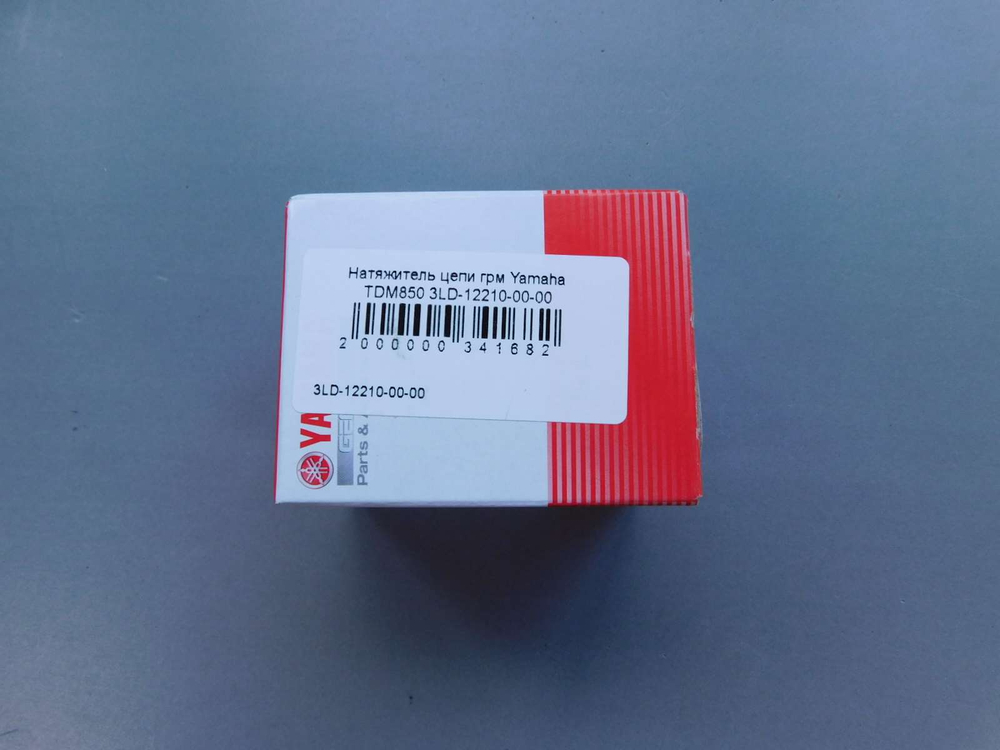 Натяжитель цепи грм Yamaha
TDM850 3LD-12210-00-00
2 000000 341682
3LD-12210-00-00
Parts &